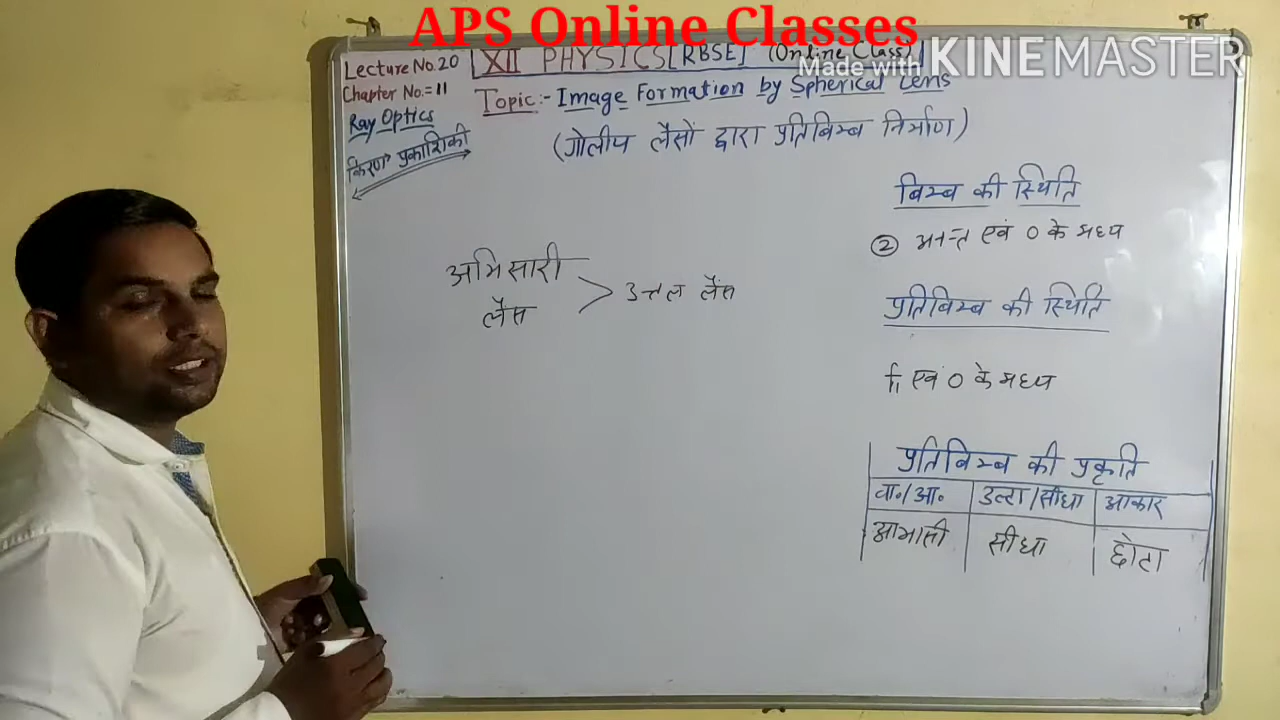 APS Online Classes
Made with KINEMASTER
Lecture No. 20
Chapter No.= 11
Ray Optics
किरण प्रकाशिकी
XII PHYSICS [RBSE] (Online Class)
Topic:- Image Formation by Spherical Lens
(गोलीय लैंसों द्वारा प्रतिबिम्ब निर्माण)
अभिसारी
लैंस
> उत्तल लैंस
बिम्ब की स्थिति
② अनन्त एवं O के मध्य
प्रतिबिम्ब की स्थिति
f₁ एवं O के मध्य
प्रतिबिम्ब की प्रकृति
वा०/आ० उल्टा/सीधा आकार
आभासी सीधा छोटा